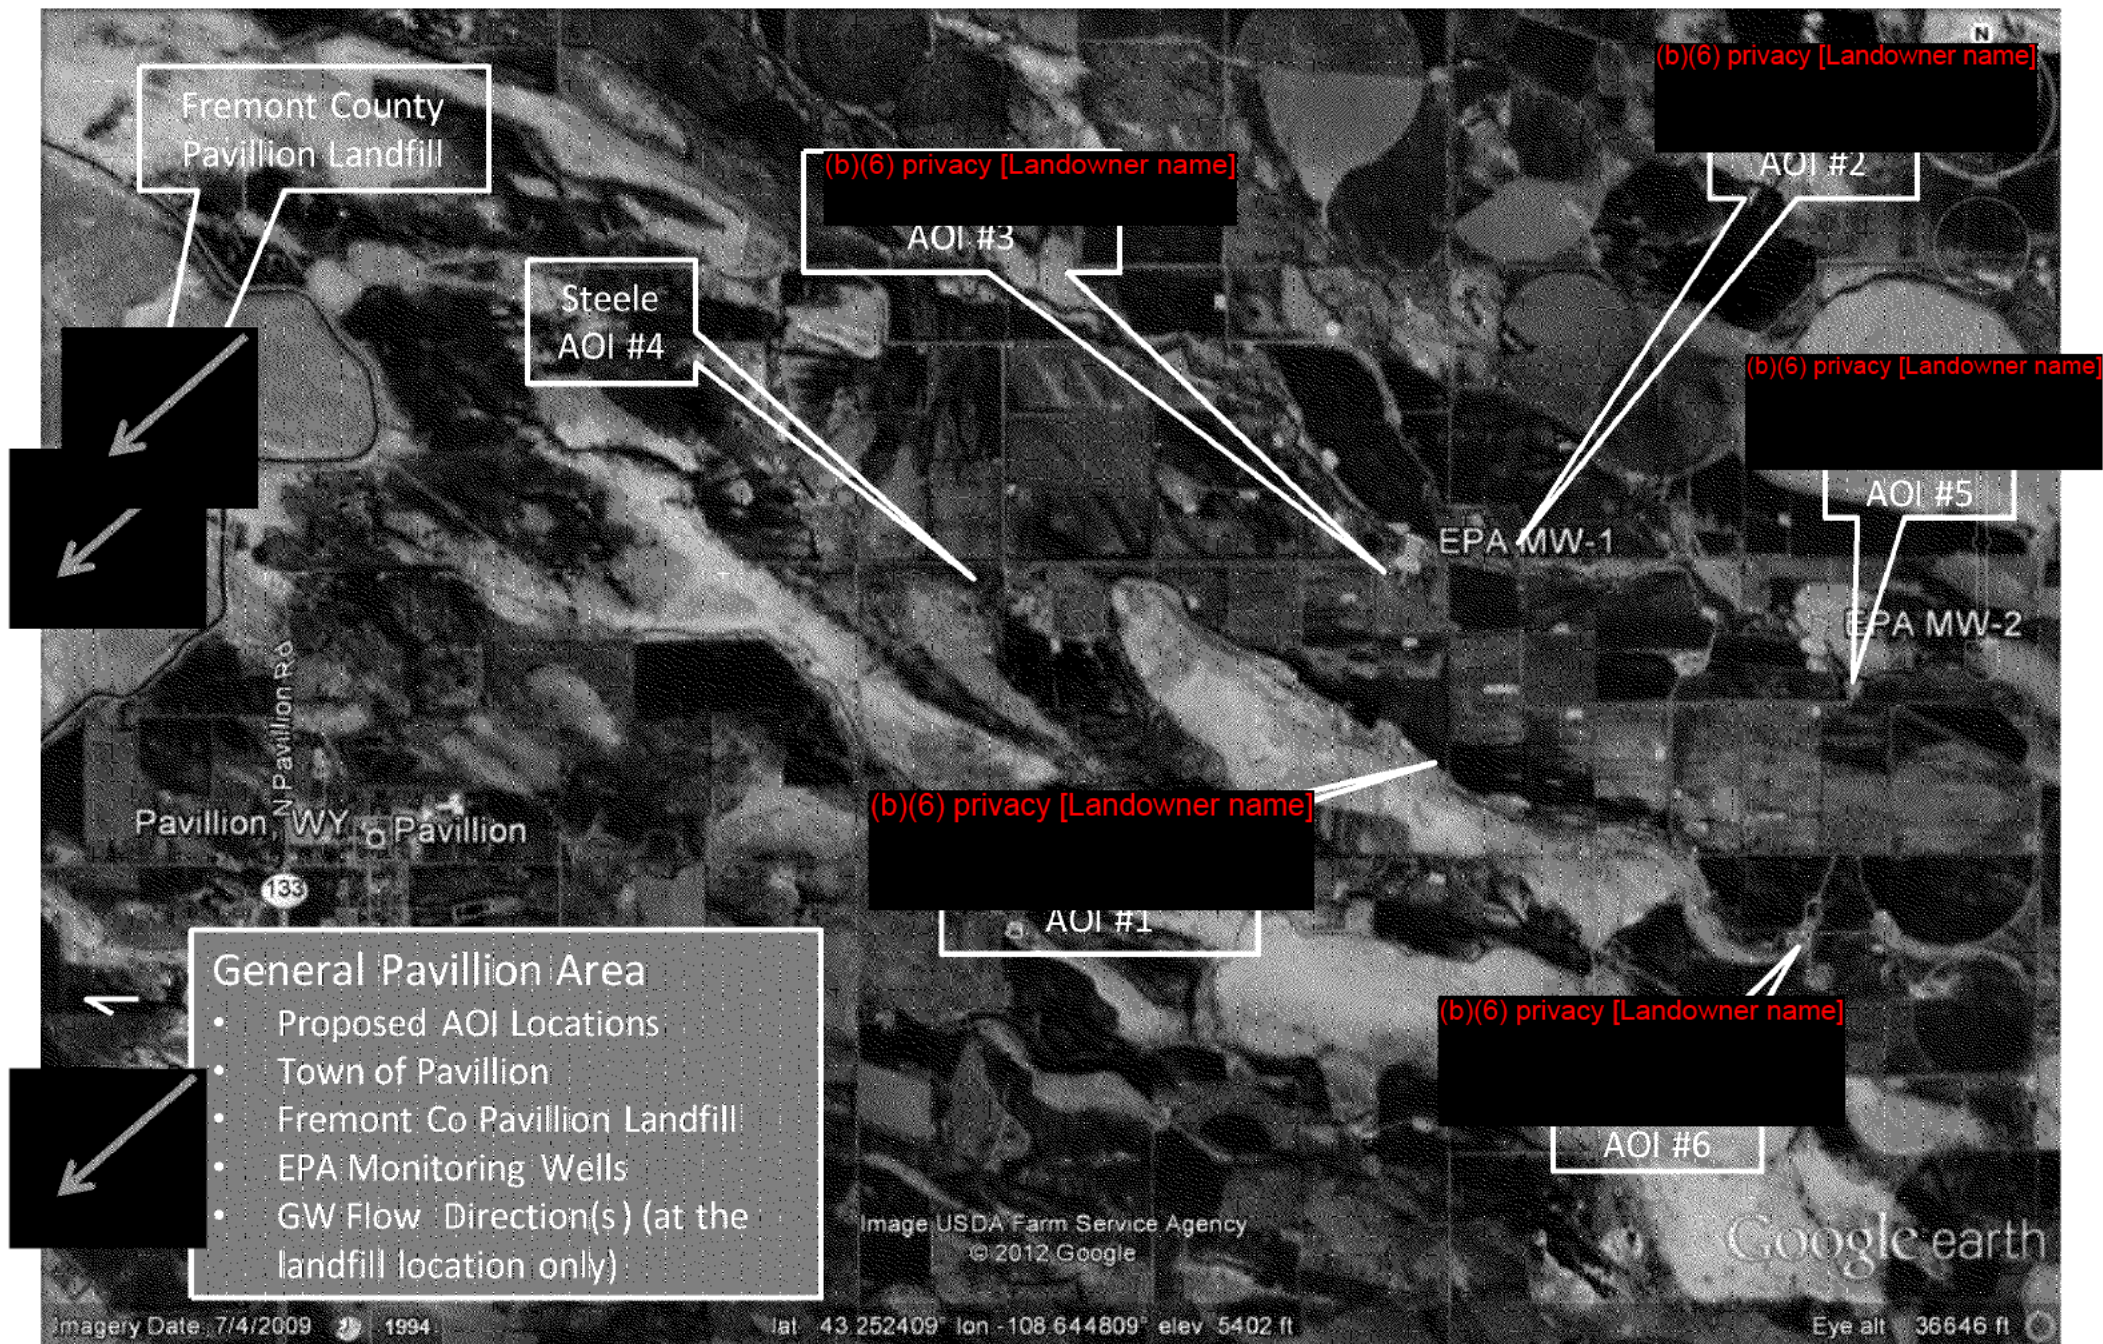 N
(b)(6) privacy [Landowner name]
AOI #2
Fremont County
Pavillion Landfill
(b)(6) privacy [Landowner name]
AOI #3
Steele
AOI #4
(b)(6) privacy [Landowner name]
AOI #5
EPA MW-1
EPA MW-2
N Pavillion Rd
(b)(6) privacy [Landowner name]
AOI #1
Pavillion, WY
Pavillion
133
General Pavillion Area
• Proposed AOI Locations
• Town of Pavillion
• Fremont Co Pavillion Landfill
• EPA Monitoring Wells
• GW Flow Direction(s) (at the
landfill location only)
(b)(6) privacy [Landowner name]
AOI #6
Image USDA Farm Service Agency
© 2012 Google
Google earth
Imagery Date 7/4/2009 1994
lat 43.252409° lon -108.644809° elev 5402 ft
Eye alt 36646 ft